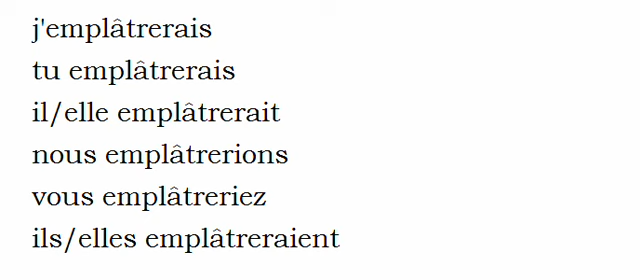 j'emplâtrerais
tu emplâtrerais
il/elle emplâtrerait
nous emplâtrerions
vous emplâtreriez
ils/elles emplâtreraient